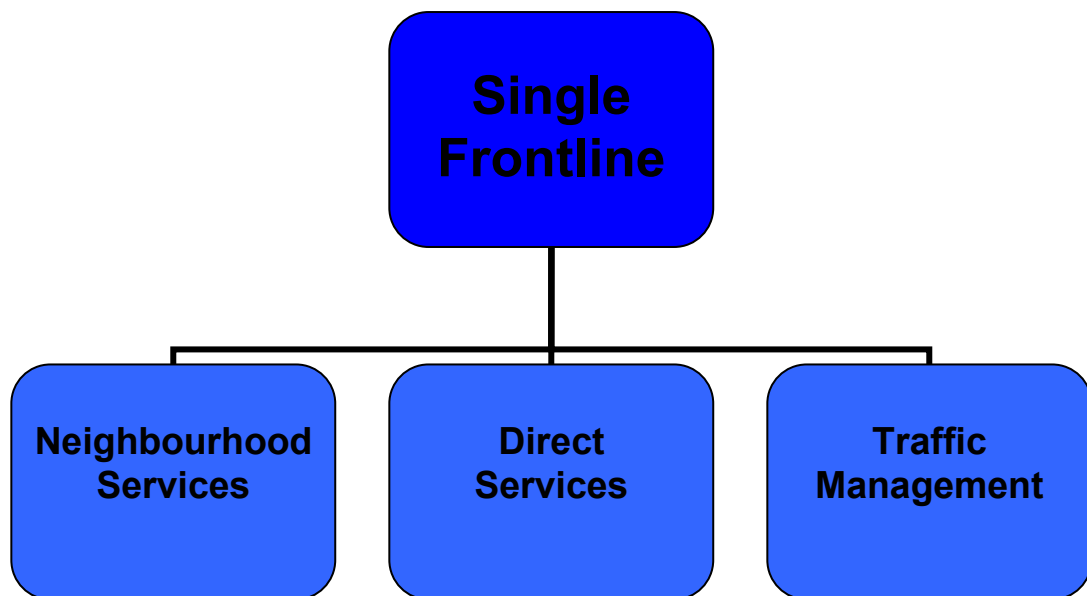 Single
Frontline
Neighbourhood
Services
Direct
Services
Traffic
Management